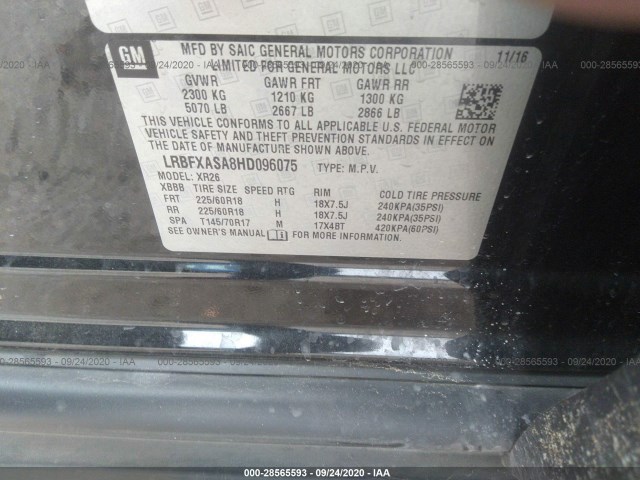 GM
MFD BY SAIC GENERAL MOTORS CORPORATION 11/16
LIMITED FOR GENERAL MOTORS LLC
GVWR GAWR FRT GAWR RR
2300 KG 1210 KG 1300 KG
5070 LB 2667 LB 2866 LB
THIS VEHICLE CONFORMS TO ALL APPLICABLE U.S. FEDERAL MOTOR
VEHICLE SAFETY AND THEFT PREVENTION STANDARDS IN EFFECT ON
THE DATE OF MANUFACTURE SHOWN ABOVE.
LRBFXASA8HD096075 TYPE: M.P.V.
MODEL: XR26
XBBB TIRE SIZE SPEED RTG RIM COLD TIRE PRESSURE
FRT 225/60R18 H 18X7.5J 240KPA(35PSI)
RR 225/60R18 H 18X7.5J 240KPA(35PSI)
SPA T145/70R17 M 17X4BT 420KPA(60PSI)
SEE OWNER'S MANUAL FOR MORE INFORMATION.
000-28565593 - 09/24/2020 - IAA